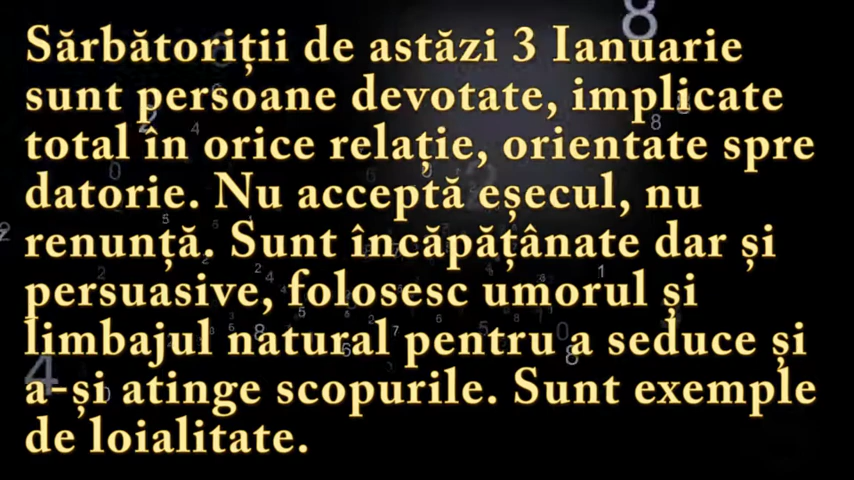 Sărbătoriții de astăzi 3 Ianuarie
sunt persoane devotate, implicate
total în orice relație, orientate spre
datorie. Nu acceptă eșecul, nu
renunță. Sunt încăpățânate dar și
persuasive, folosesc umorul și
limbajul natural pentru a seduce și
a-și atinge scopurile. Sunt exemple
de loialitate.